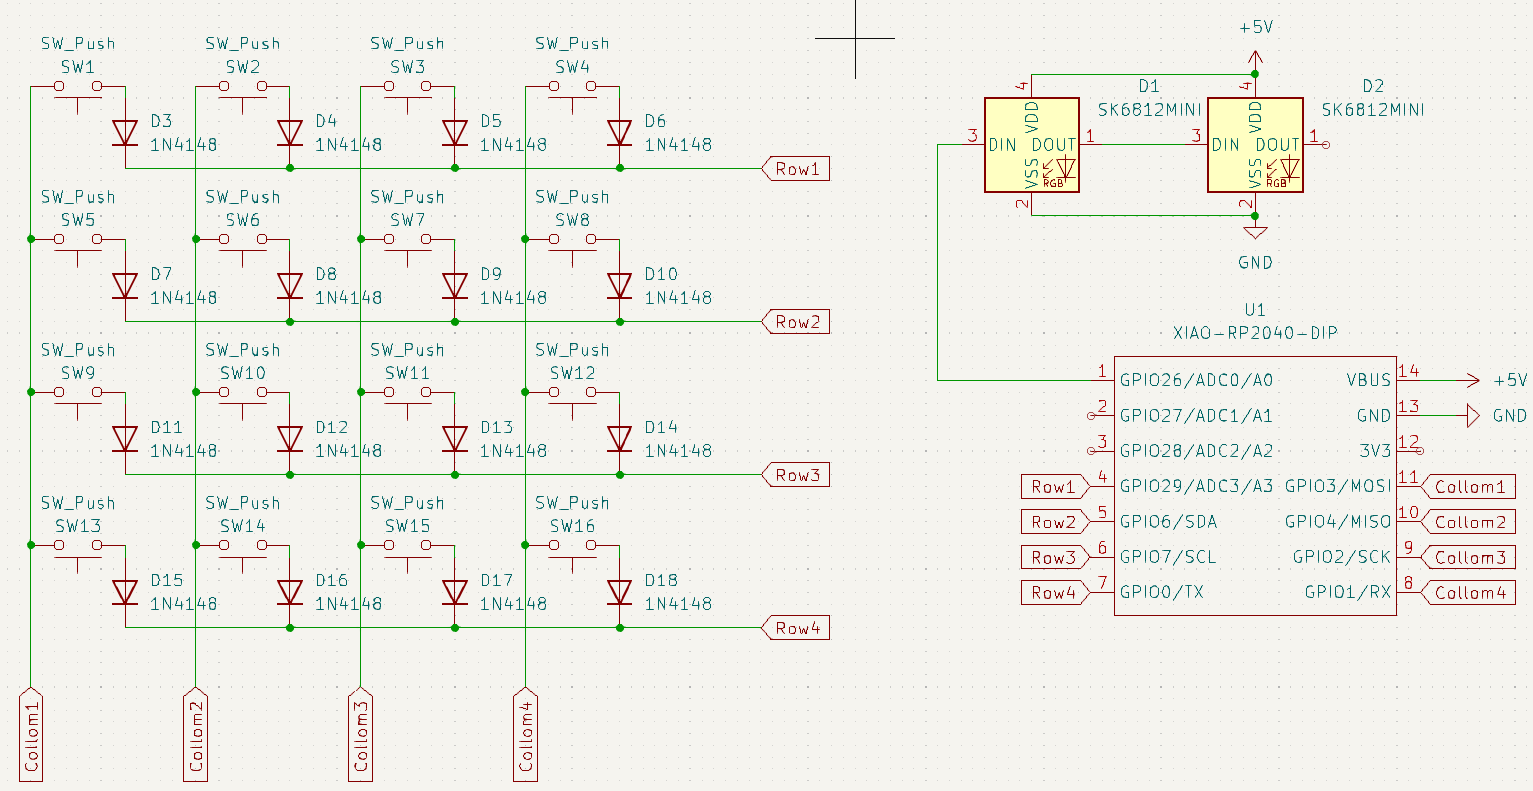 SW_Push SW_Push SW_Push SW_Push
SW1 SW2 SW3 SW4
D3 D4 D5 D6
1N4148 1N4148 1N4148 1N4148
Row1
SW_Push SW_Push SW_Push SW_Push
SW5 SW6 SW7 SW8
D7 D8 D9 D10
1N4148 1N4148 1N4148 1N4148
Row2
SW_Push SW_Push SW_Push SW_Push
SW9 SW10 SW11 SW12
D11 D12 D13 D14
1N4148 1N4148 1N4148 1N4148
Row3
SW_Push SW_Push SW_Push SW_Push
SW13 SW14 SW15 SW16
D15 D16 D17 D18
1N4148 1N4148 1N4148 1N4148
Row4
Collom1
Collom2
Collom3
Collom4
+5V
D1
SK6812MINI
4
VDD
3 DIN DOUT 1
VSS
RGB
2
D2
SK6812MINI
4
VDD
3 DIN DOUT 1
VSS
RGB
2
GND
U1
XIAO-RP2040-DIP
1 GPIO26/ADC0/A0 VBUS 14 +5V
2 GPIO27/ADC1/A1 GND 13 GND
3 GPIO28/ADC2/A2 3V3 12
Row1 4 GPIO29/ADC3/A3 GPIO3/MOSI 11 Collom1
Row2 5 GPIO6/SDA GPIO4/MISO 10 Collom2
Row3 6 GPIO7/SCL GPIO2/SCK 9 Collom3
Row4 7 GPIO0/TX GPIO1/RX 8 Collom4